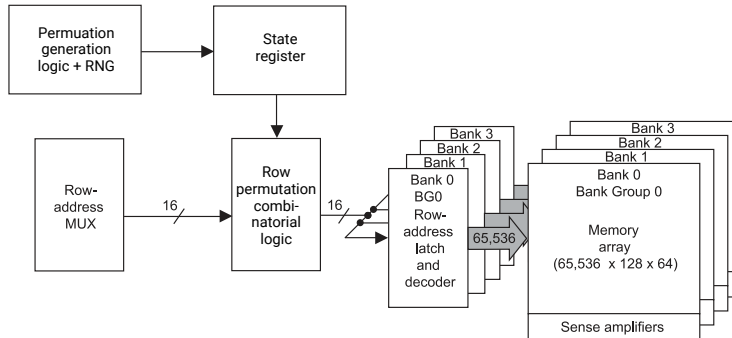 Permuation
generation
logic + RNG
State
register
Row-
address
MUX
16
Row
permutation
combi-
natorial
logic
16
Bank 3
Bank 2
Bank 1
Bank 0
BG0
Row-
address
latch
and
decoder
65,536
Bank 3
Bank 2
Bank 1
Bank 0
Bank Group 0
Memory
array
(65,536 x 128 x 64)
Sense amplifiers